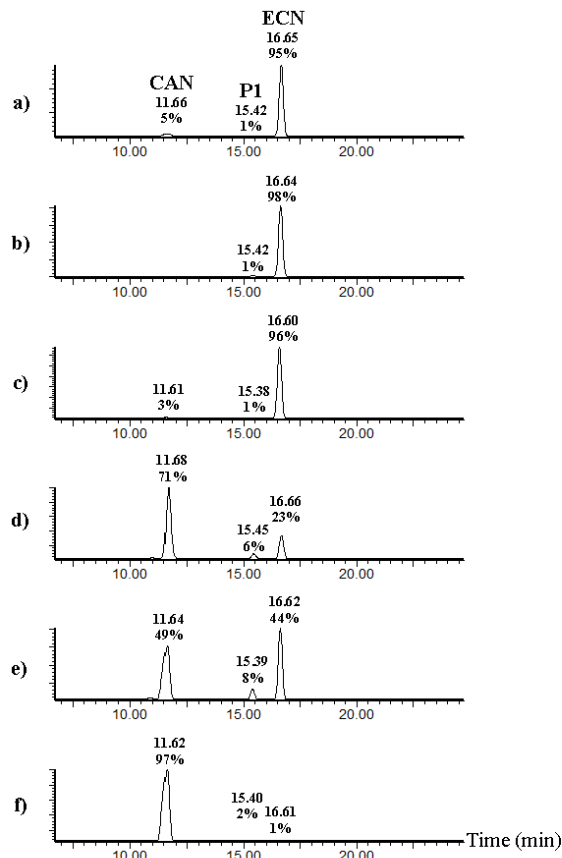 ECN
16.65
95%
CAN
11.66
5%
P1
15.42
1%
a)
10.00 15.00 20.00
16.64
98%
15.42
1%
b)
10.00 15.00 20.00
16.60
96%
11.61
3%
15.38
1%
c)
10.00 15.00 20.00
11.68
71%
16.66
23%
15.45
6%
d)
10.00 15.00 20.00
16.62
44%
11.64
49%
15.39
8%
e)
10.00 15.00 20.00
11.62
97%
15.40
2%
16.61
1%
f)
Time (min)
10.00 15.00 20.00